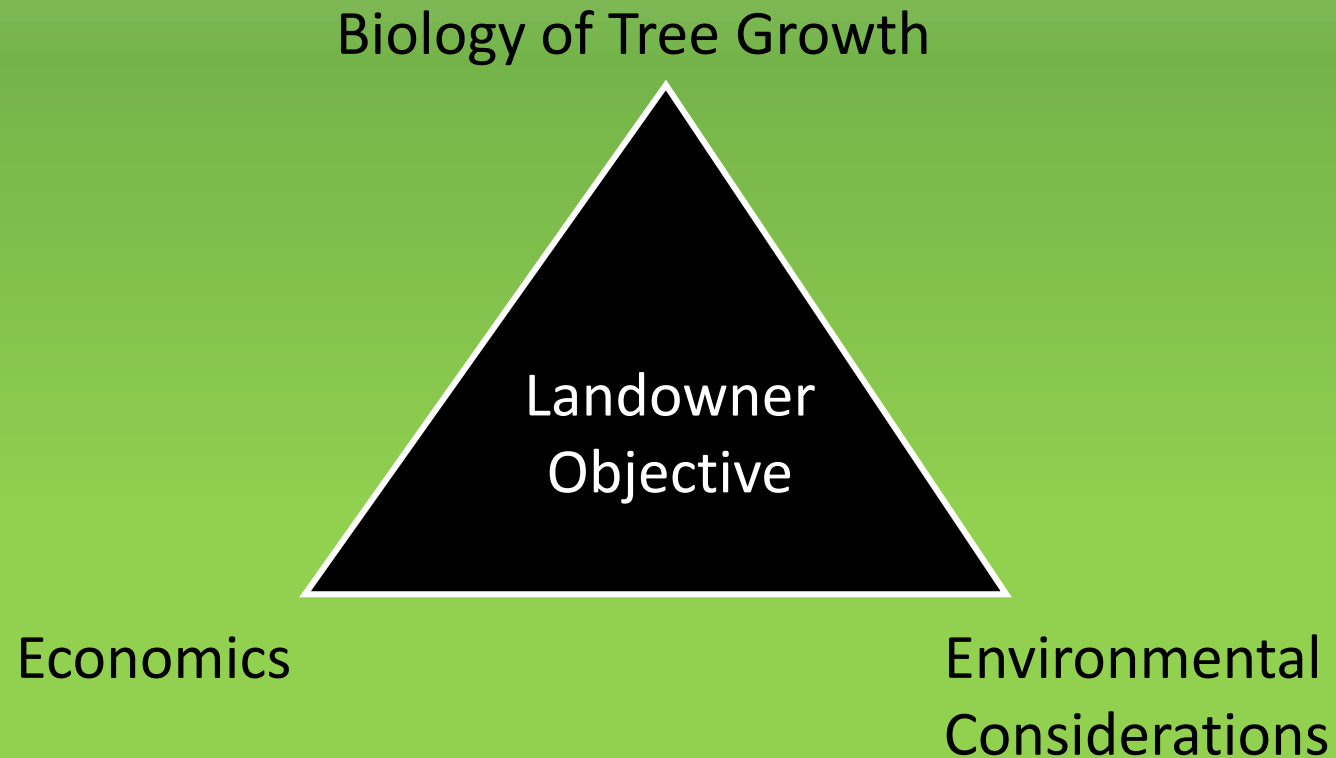 Biology of Tree Growth
Landowner
Objective
Economics
Environmental
Considerations